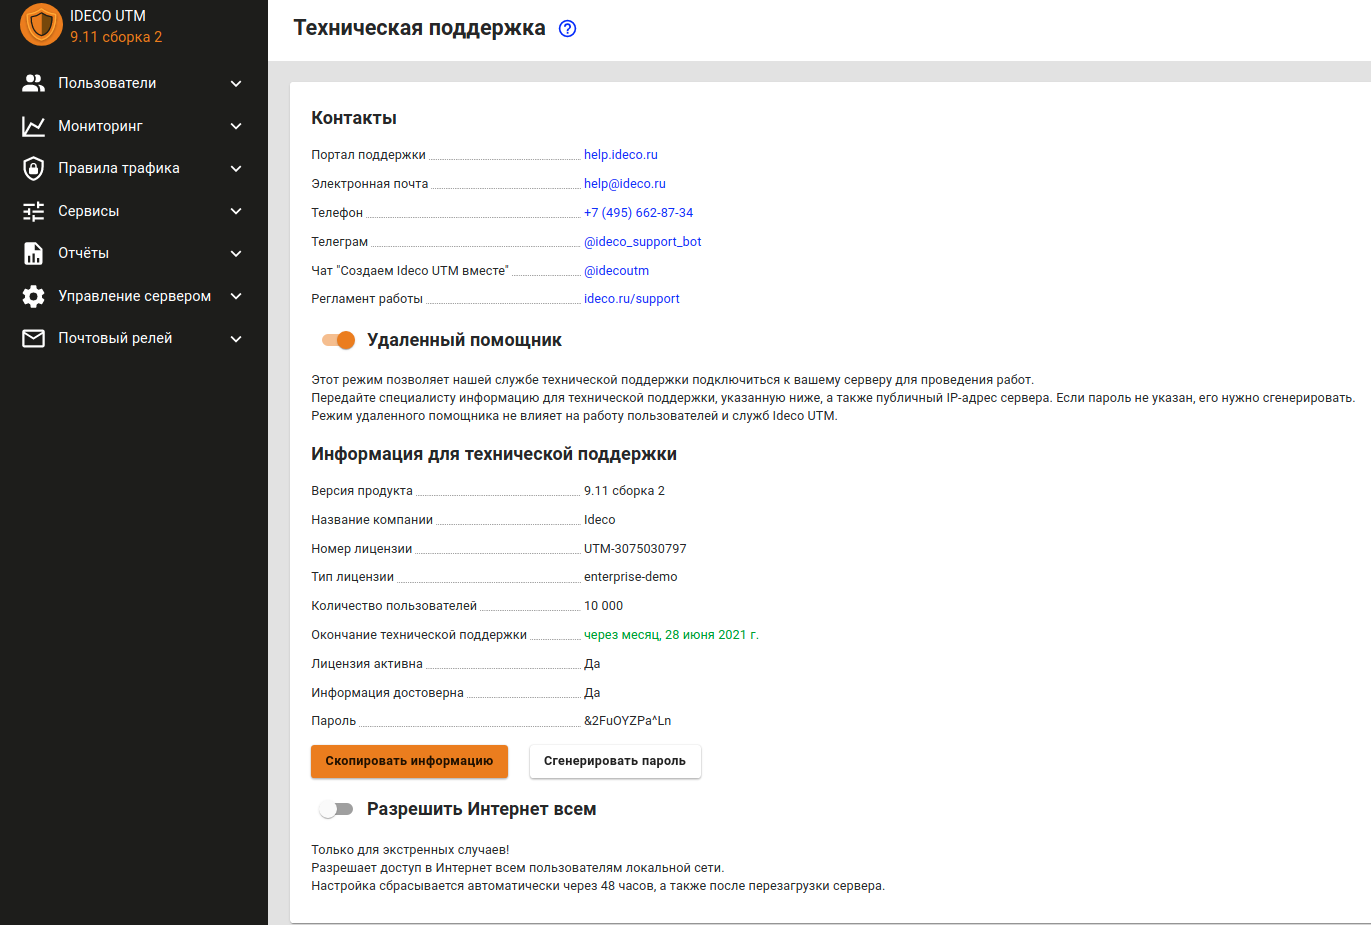 IDECO UTM
9.11 сборка 2
Пользователи
Мониторинг
Правила трафика
Сервисы
Отчёты
Управление сервером
Почтовый релей
Техническая поддержка
Контакты
Портал поддержки help.ideco.ru
Электронная почта help@ideco.ru
Телефон +7 (495) 662-87-34
Телеграм @ideco_support_bot
Чат "Создаем Ideco UTM вместе" @idecoutm
Регламент работы ideco.ru/support
Удаленный помощник
Этот режим позволяет нашей службе технической поддержки подключиться к вашему серверу для проведения работ.
Передайте специалисту информацию для технической поддержки, указанную ниже, а также публичный IP-адрес сервера. Если пароль не указан, его нужно сгенерировать.
Режим удаленного помощника не влияет на работу пользователей и служб Ideco UTM.
Информация для технической поддержки
Версия продукта 9.11 сборка 2
Название компании Ideco
Номер лицензии UTM-3075030797
Тип лицензии enterprise-demo
Количество пользователей 10 000
Окончание технической поддержки через месяц, 28 июня 2021 г.
Лицензия активна Да
Информация достоверна Да
Пароль &2FuOYZPa^Ln
Скопировать информацию Сгенерировать пароль
Разрешить Интернет всем
Только для экстренных случаев!
Разрешает доступ в Интернет всем пользователям локальной сети.
Настройка сбрасывается автоматически через 48 часов, а также после перезагрузки сервера.